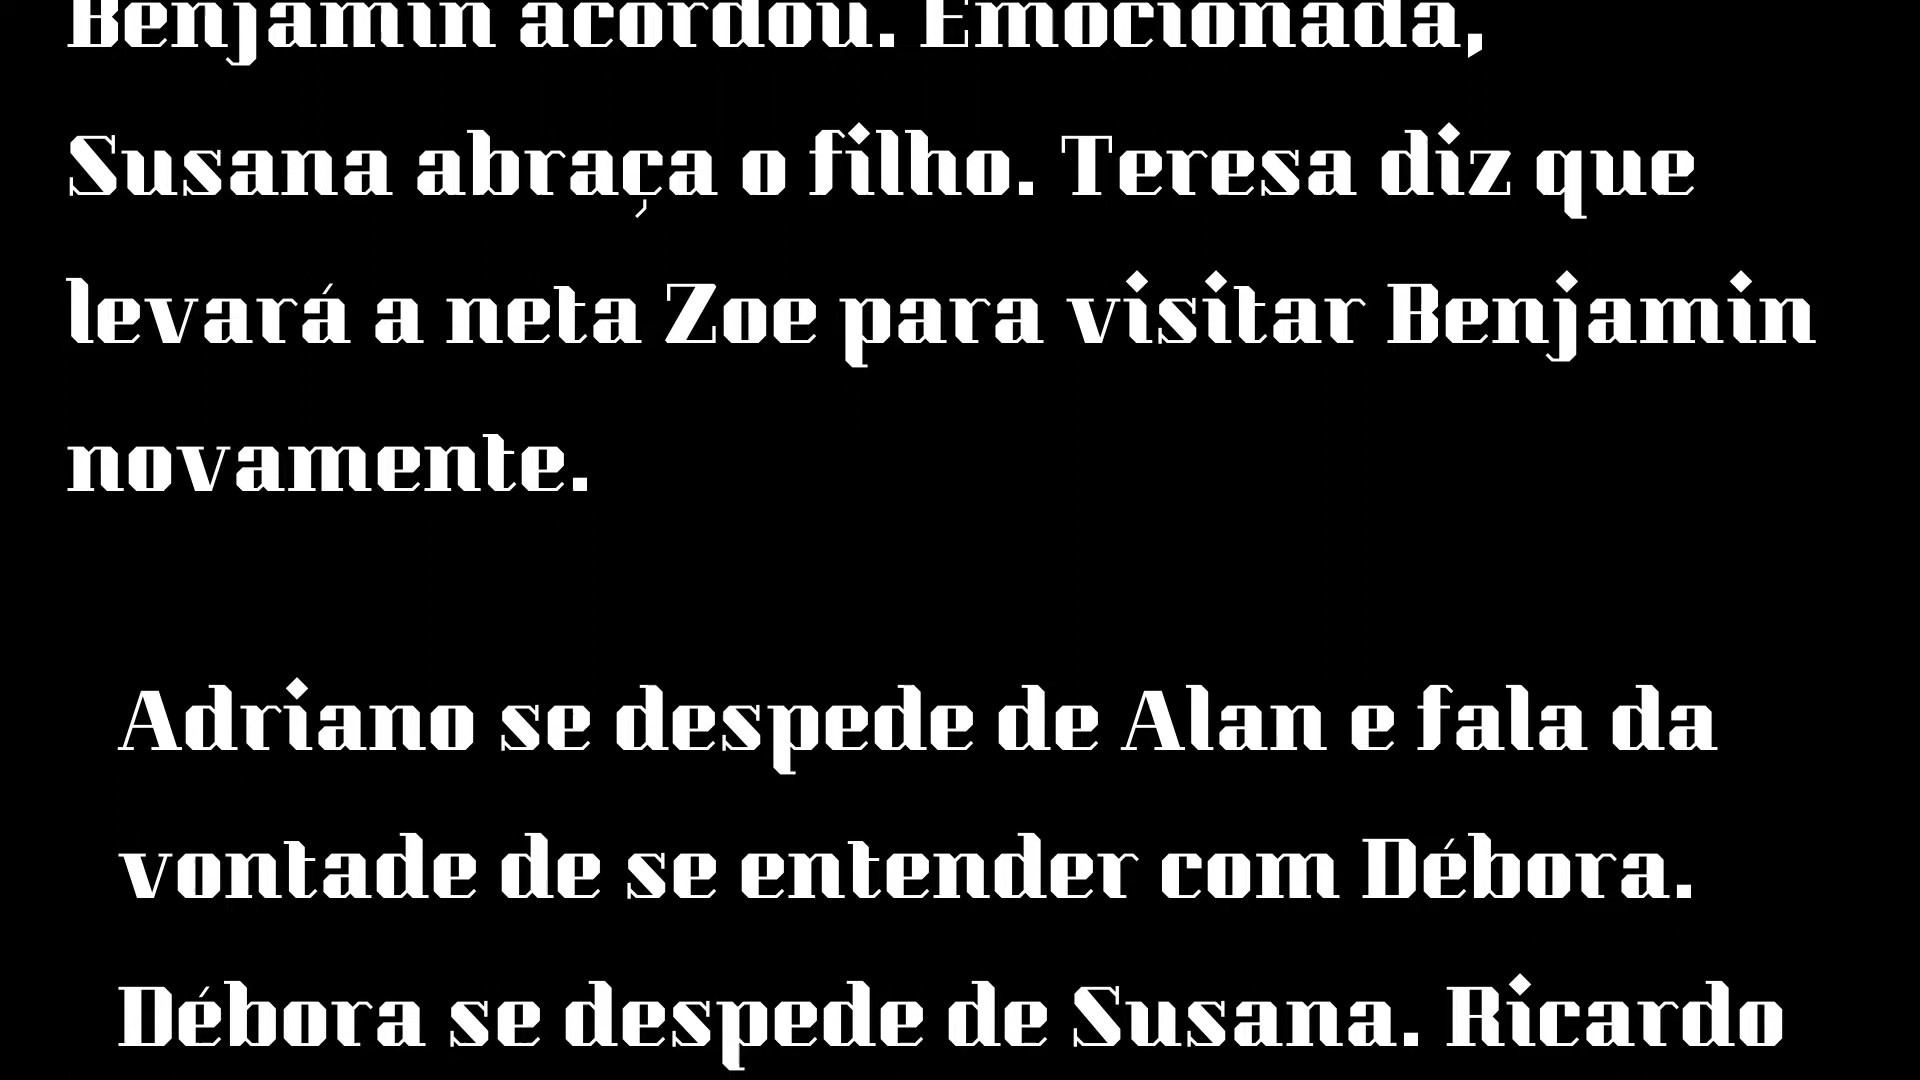 Benjamin acordou. Emocionada,
Susana abraça o filho. Teresa diz que
levará a neta Zoe para visitar Benjamin
novamente.
Adriano se despede de Alan e fala da
vontade de se entender com Débora.
Débora se despede de Susana. Ricardo